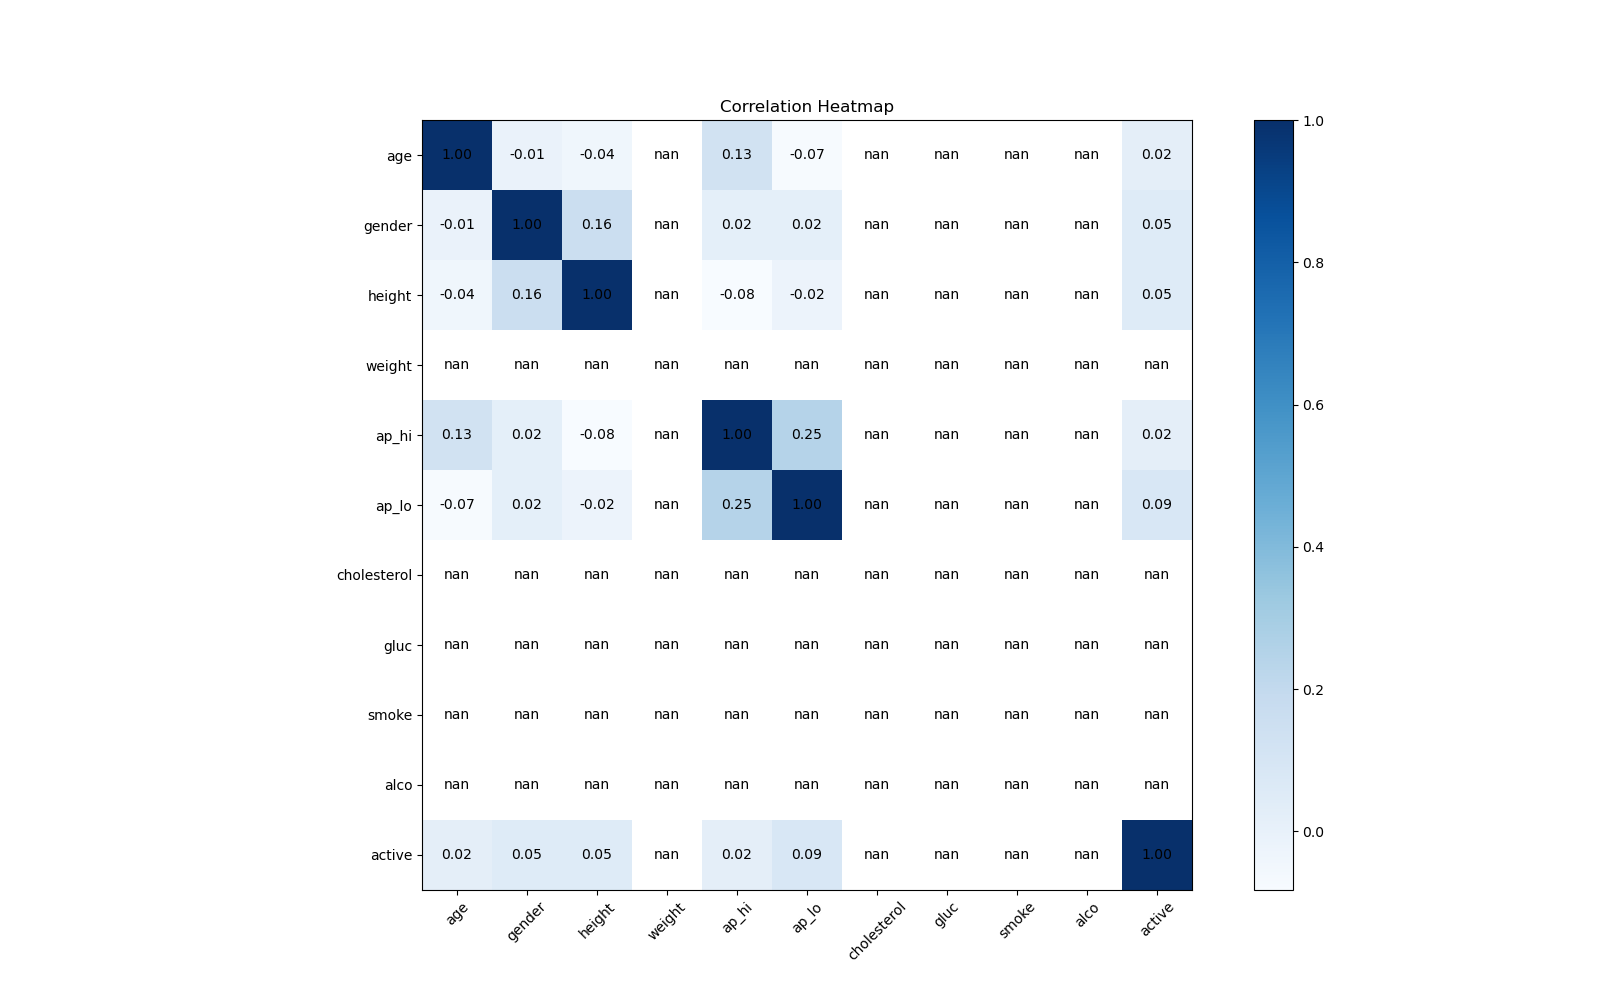 Correlation Heatmap
age 1.00 -0.01 -0.04 nan 0.13 -0.07 nan nan nan nan 0.02
gender -0.01 1.00 0.16 nan 0.02 0.02 nan nan nan nan 0.05
height -0.04 0.16 1.00 nan -0.08 -0.02 nan nan nan nan 0.05
weight nan nan nan nan nan nan nan nan nan nan nan
ap_hi 0.13 0.02 -0.08 nan 1.00 0.25 nan nan nan nan 0.02
ap_lo -0.07 0.02 -0.02 nan 0.25 1.00 nan nan nan nan 0.09
cholesterol nan nan nan nan nan nan nan nan nan nan nan
gluc nan nan nan nan nan nan nan nan nan nan nan
smoke nan nan nan nan nan nan nan nan nan nan nan
alco nan nan nan nan nan nan nan nan nan nan nan
active 0.02 0.05 0.05 nan 0.02 0.09 nan nan nan nan 1.00
age gender height weight ap_hi ap_lo cholesterol gluc smoke alco active
1.0
0.8
0.6
0.4
0.2
0.0